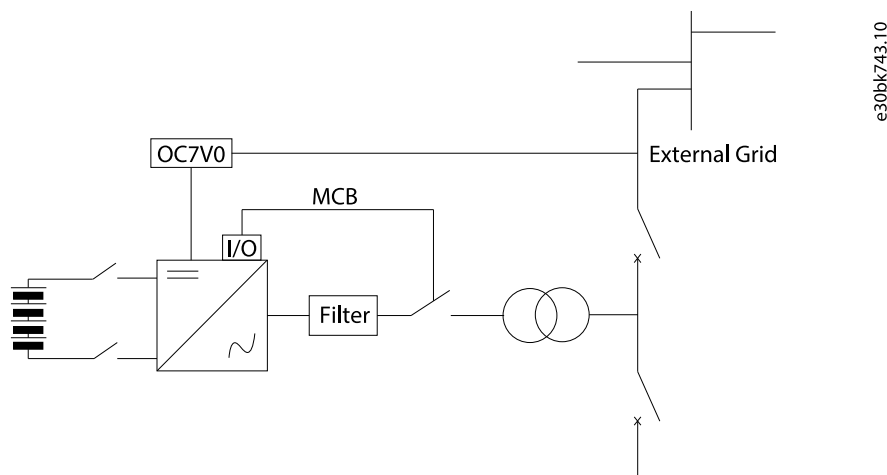 e30bk743.10
OC7V0
External Grid
MCB
I/O
Filter